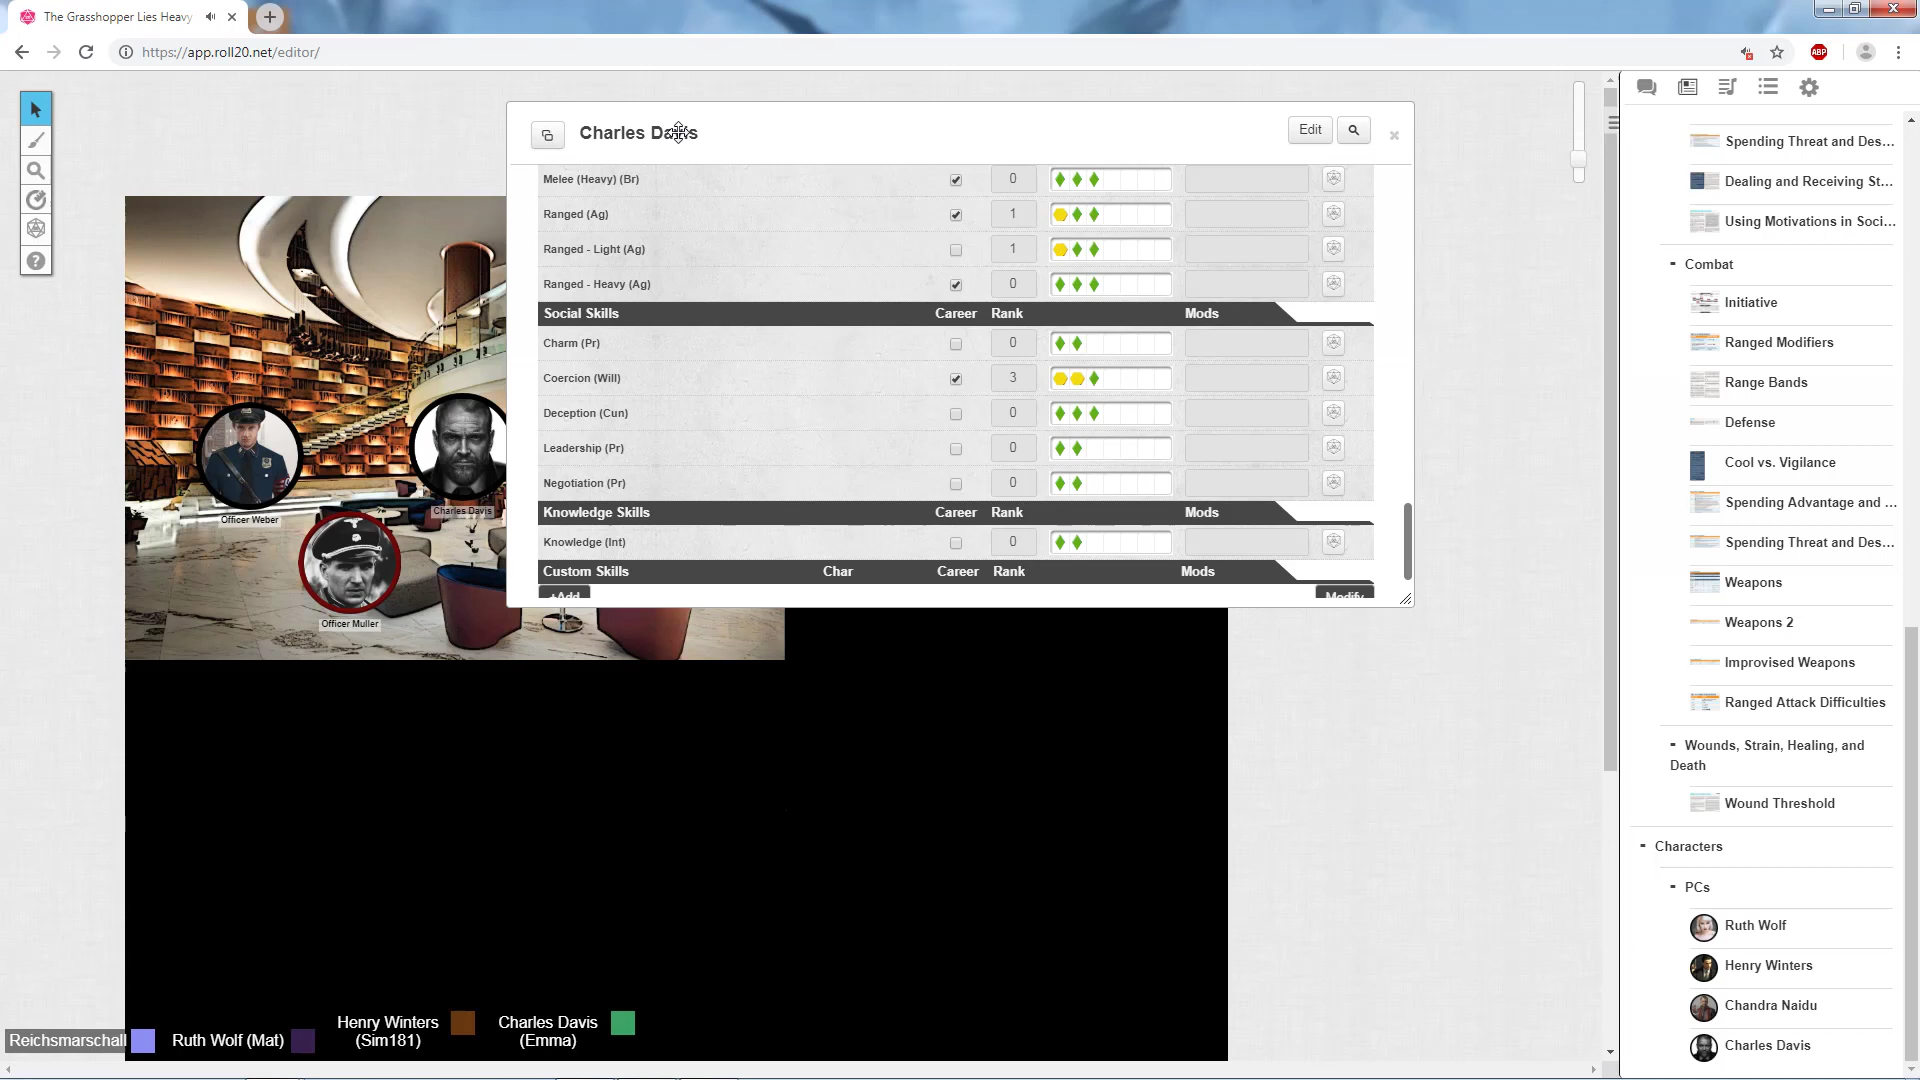 The Grasshopper Lies Heavy
https://app.roll20.net/editor/
ABP
Charles Davis
Edit
Melee (Heavy) (Br) 0
Ranged (Ag) 1
Ranged - Light (Ag) 1
Ranged - Heavy (Ag) 0
Social Skills Career Rank Mods
Charm (Pr) 0
Coercion (Will) 3
Deception (Cun) 0
Leadership (Pr) 0
Negotiation (Pr) 0
Knowledge Skills Career Rank Mods
Knowledge (Int) 0
Custom Skills Char Career Rank Mods
+Add Modify
Officer Weber
Charles Davis
Officer Muller
Reichsmarschall
Ruth Wolf (Mat)
Henry Winters
(Sim181)
Charles Davis
(Emma)
Spending Threat and Des...
Dealing and Receiving St...
Using Motivations in Soci...
- Combat
Initiative
Ranged Modifiers
Range Bands
Defense
Cool vs. Vigilance
Spending Advantage and ...
Spending Threat and Des...
Weapons
Weapons 2
Improvised Weapons
Ranged Attack Difficulties
- Wounds, Strain, Healing, and
Death
Wound Threshold
- Characters
- PCs
Ruth Wolf
Henry Winters
Chandra Naidu
Charles Davis